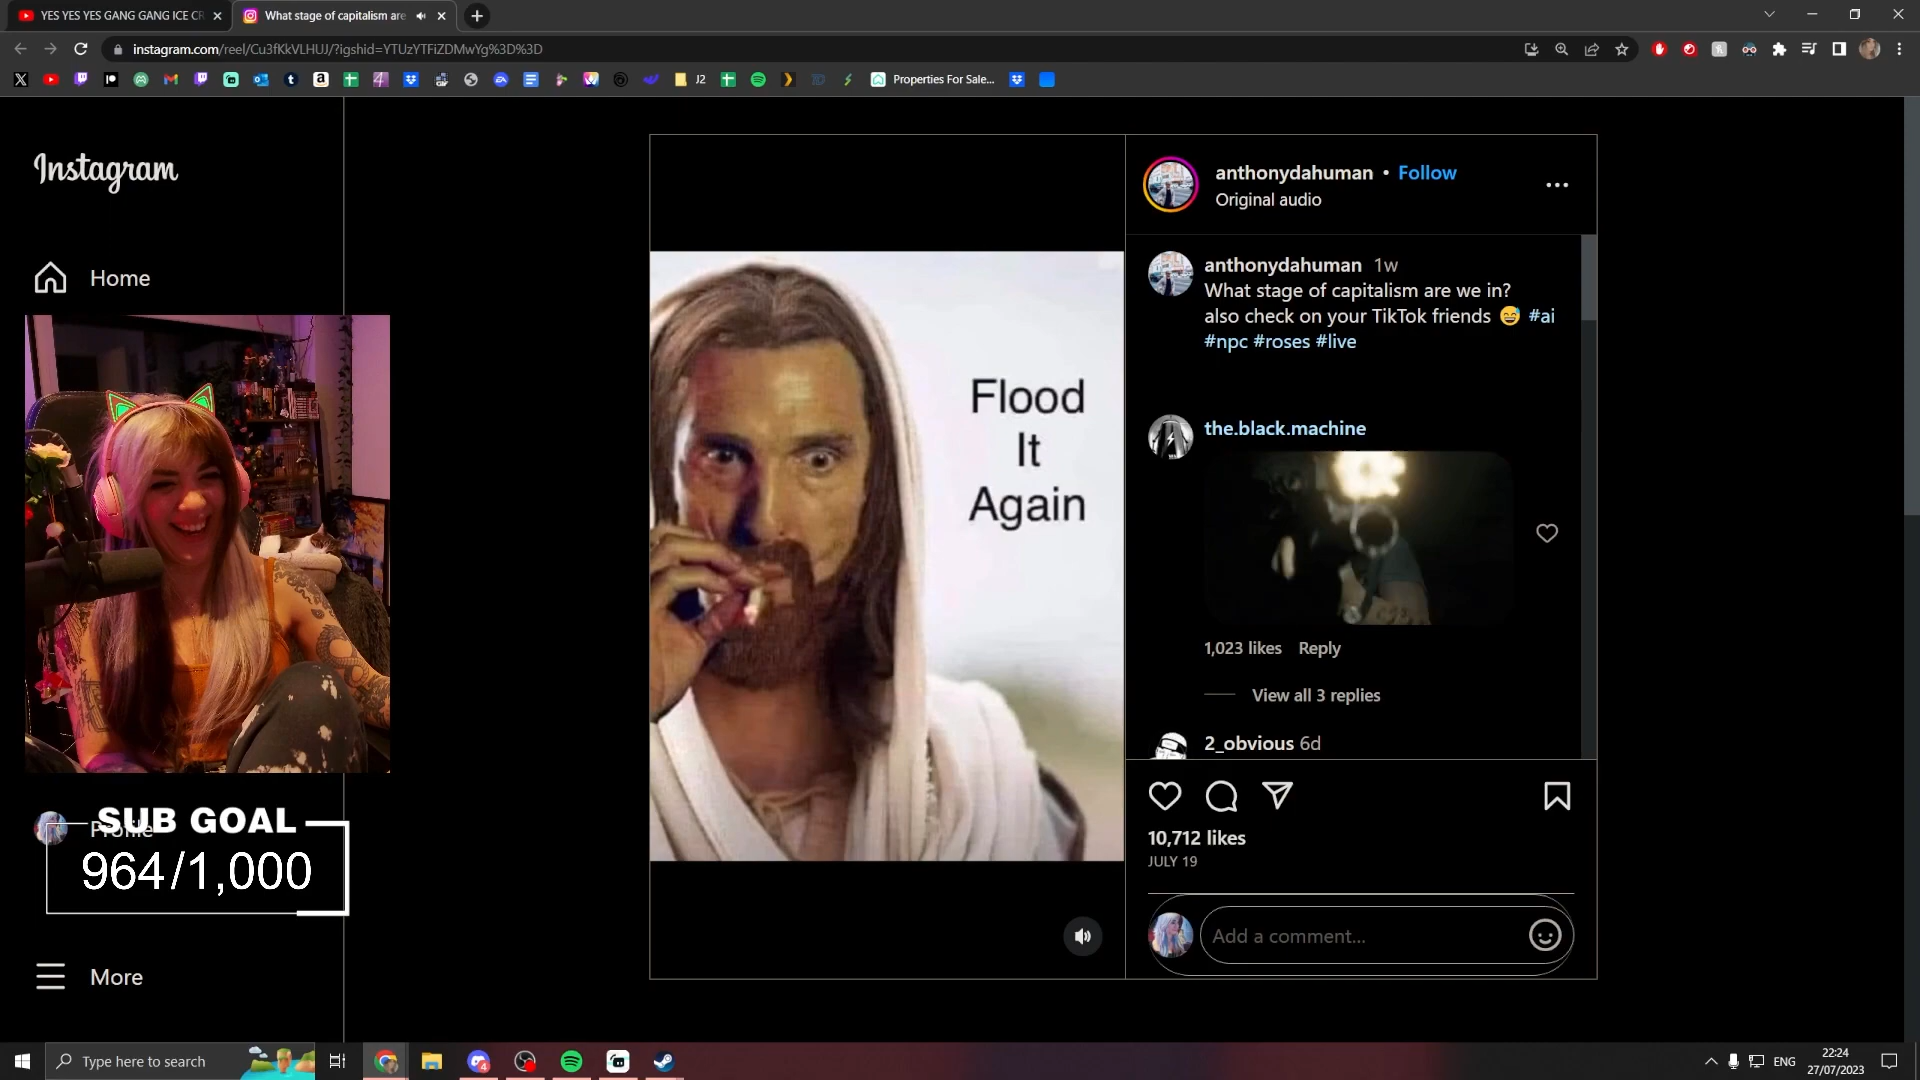 YES YES YES GANG GANG ICE CR
What stage of capitalism are
instagram.com/reel/Cu3fKkVLHUJ/?igshid=YTUzYTFiZDMwYg%3D%3D
J2
Properties For Sale...
Instagram
Home
SUB GOAL
Profile
964/1,000
More
Flood
It
Again
anthonydahuman • Follow
Original audio
anthonydahuman 1w
What stage of capitalism are we in?
also check on your TikTok friends 😅 #ai
#npc #roses #live
the.black.machine
1,023 likes Reply
View all 3 replies
2_obvious 6d
10,712 likes
JULY 19
Add a comment...
Type here to search
ENG
22:24
27/07/2023